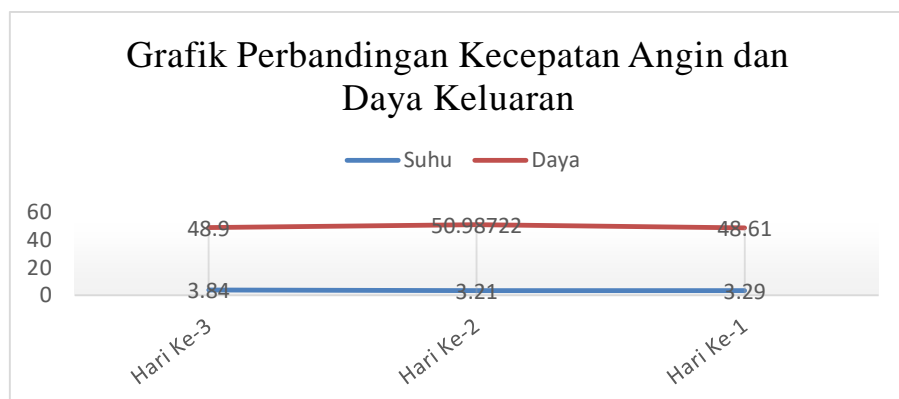 Grafik Perbandingan Kecepatan Angin dan
Daya Keluaran
Suhu Daya
60
40
20
0
48.9 50.98722 48.61
3.84 3.21 3.29
Hari Ke-3 Hari Ke-2 Hari Ke-1